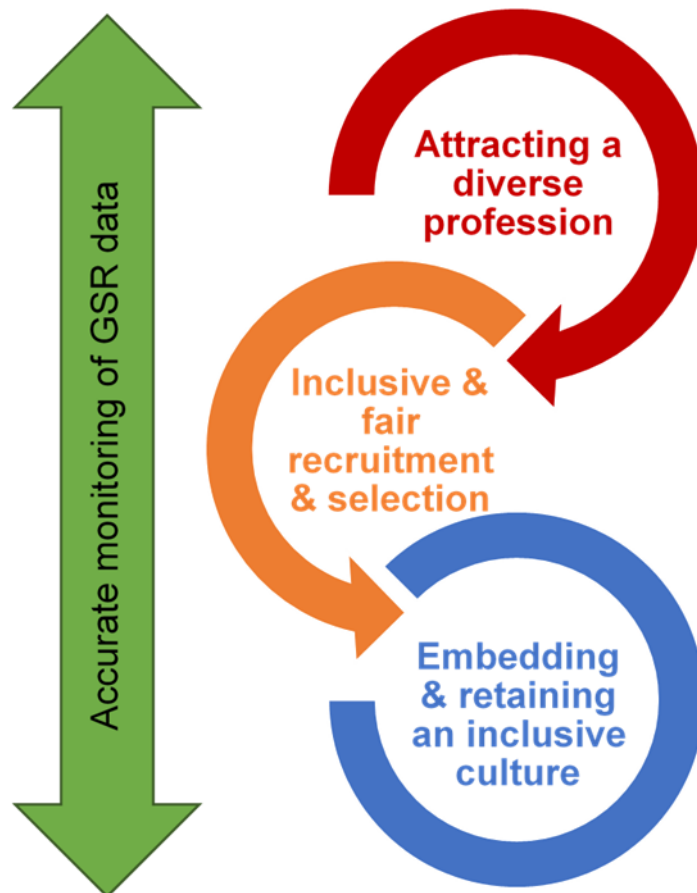 Accurate monitoring of GSR data
Attracting a
diverse
profession
Inclusive &
fair
recruitment
& selection
Embedding
& retaining
an inclusive
culture